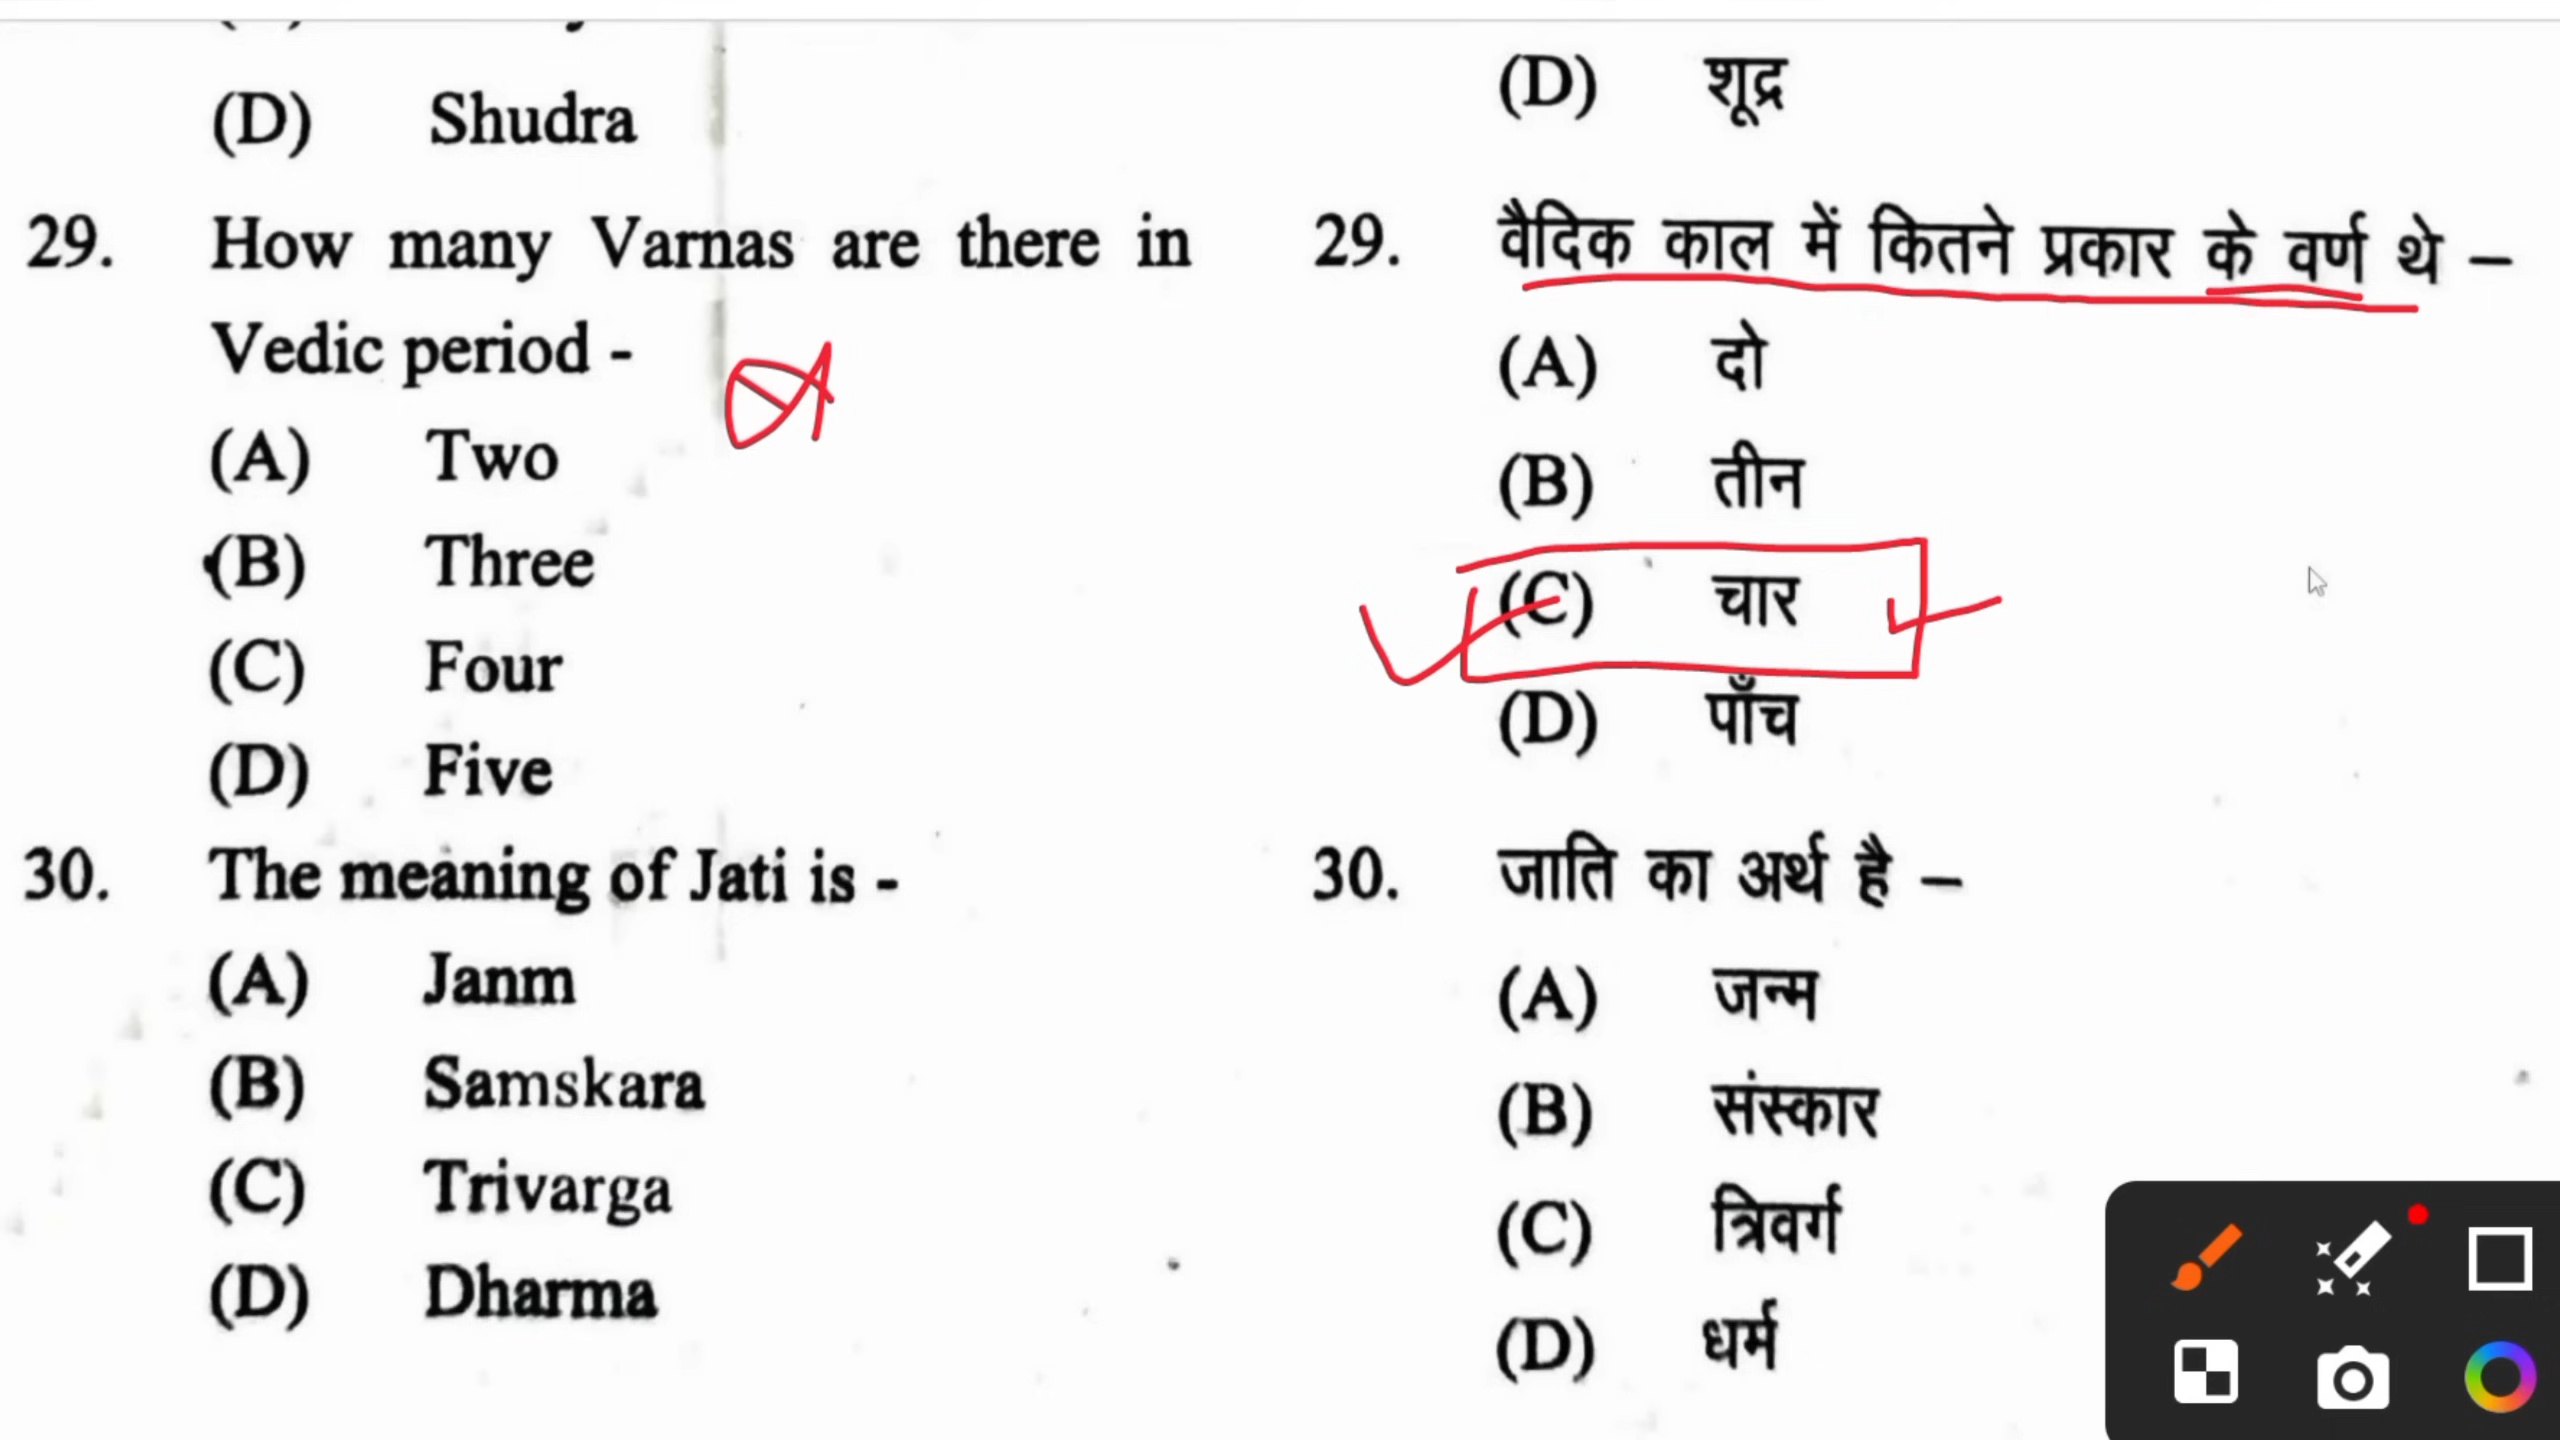 (D) Shudra
29. How many Varnas are there in
Vedic period -
(A) Two
(B) Three
(C) Four
(D) Five
30. The meaning of Jati is -
(A) Janm
(B) Samskara
(C) Trivarga
(D) Dharma
(D) शूद्र
29. वैदिक काल में कितने प्रकार के वर्ण थे –
(A) दो
(B) तीन
(C) चार
(D) पाँच
30. जाति का अर्थ है –
(A) जन्म
(B) संस्कार
(C) त्रिवर्ग
(D) धर्म